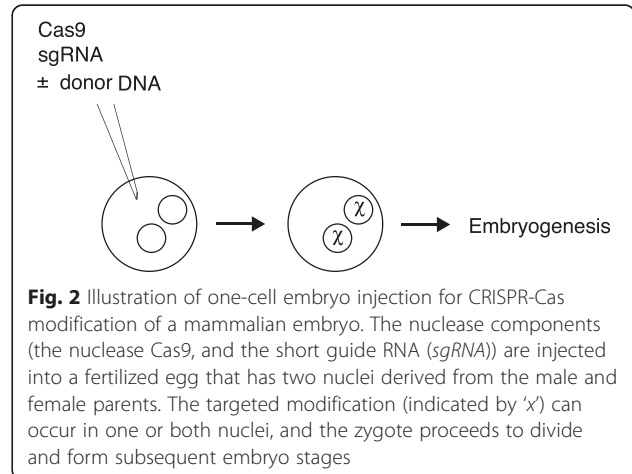 Cas9
sgRNA
± donor DNA
χ
χ
Embryogenesis
Fig. 2 Illustration of one-cell embryo injection for CRISPR-Cas
modification of a mammalian embryo. The nuclease components
(the nuclease Cas9, and the short guide RNA (sgRNA)) are injected
into a fertilized egg that has two nuclei derived from the male and
female parents. The targeted modification (indicated by ‘x’) can
occur in one or both nuclei, and the zygote proceeds to divide
and form subsequent embryo stages